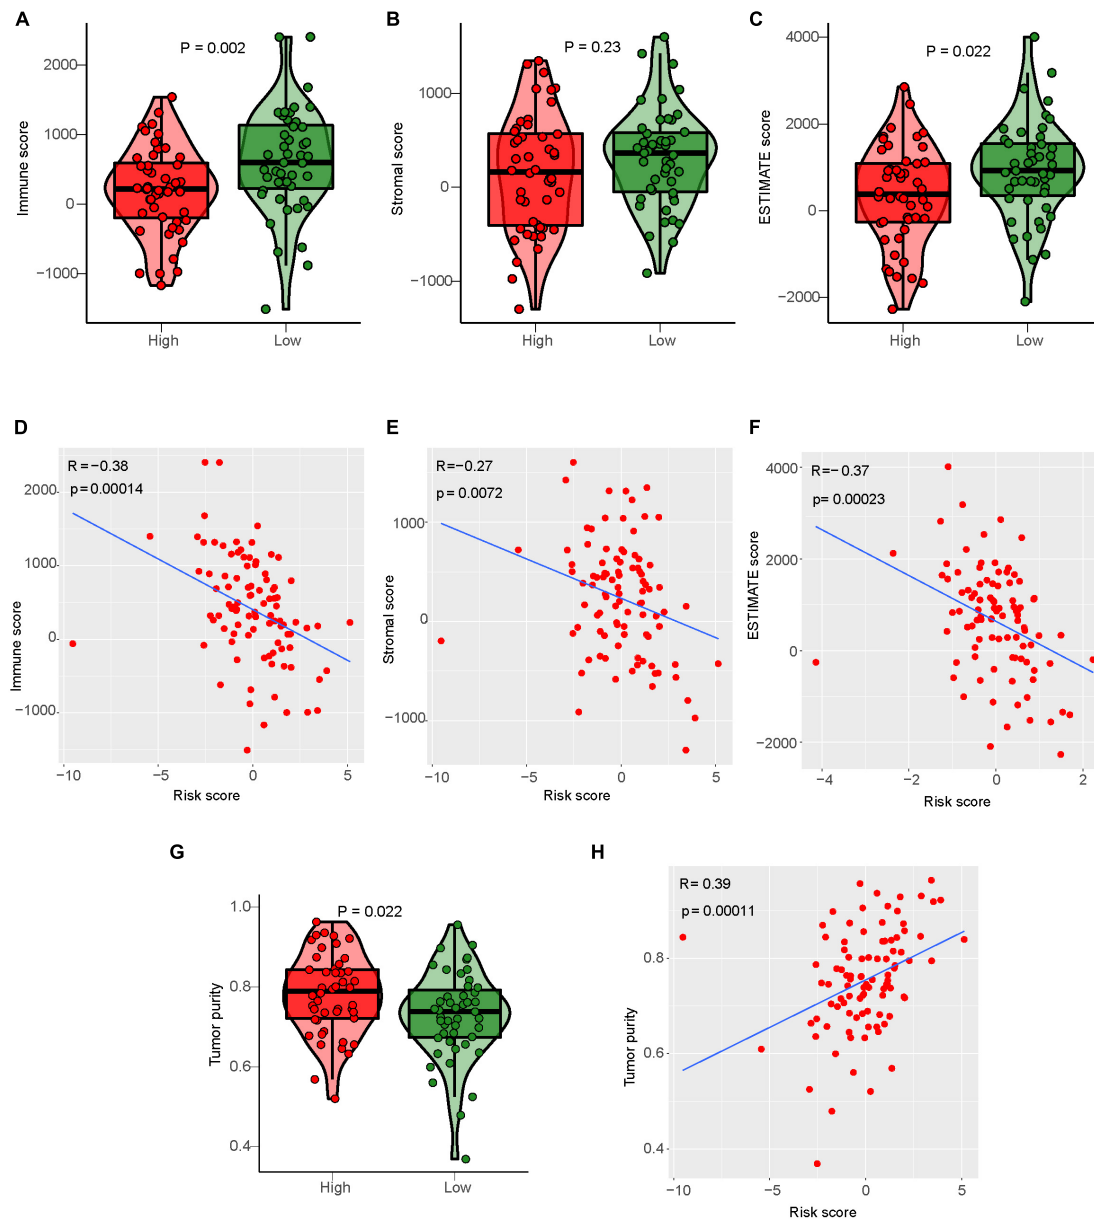 A
B
C
P = 0.002
P = 0.23
P = 0.022
Immune score
2000
1000
0
−1000
High
Low
Stromal score
1000
0
−1000
High
Low
ESTIMATE score
4000
2000
0
−2000
High
Low
D
E
F
R=−0.38
p=0.00014
Immune score
2000
1000
0
−1000
−10
−5
0
5
Risk score
R=−0.27
p= 0.0072
Stromal score
1000
0
−1000
−10
−5
0
5
Risk score
R=− 0.37
p= 0.00023
ESTIMATE score
4000
2000
0
−2000
−4
−2
0
2
Risk score
G
H
P = 0.022
Tumor purity
1.0
0.8
0.6
0.4
High
Low
R= 0.39
p=0.00011
Tumor purity
0.8
0.6
0.4
−10
−5
0
5
Risk score